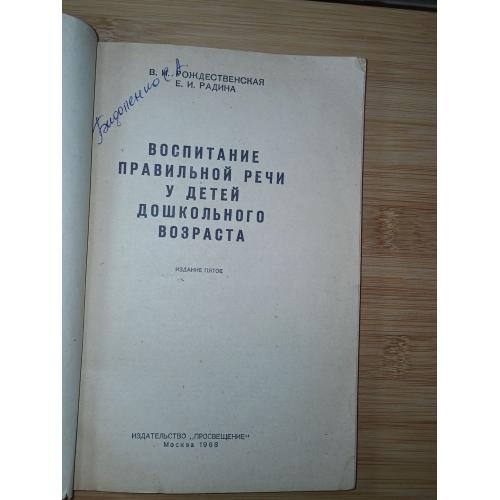 В. И. РОЖДЕСТВЕНСКАЯ
Е. И. РАДИНА
ВОСПИТАНИЕ
ПРАВИЛЬНОЙ РЕЧИ
У ДЕТЕЙ
ДОШКОЛЬНОГО
ВОЗРАСТА
ИЗДАНИЕ ПЯТОЕ
ИЗДАТЕЛЬСТВО „ПРОСВЕЩЕНИЕ"
Москва 1968